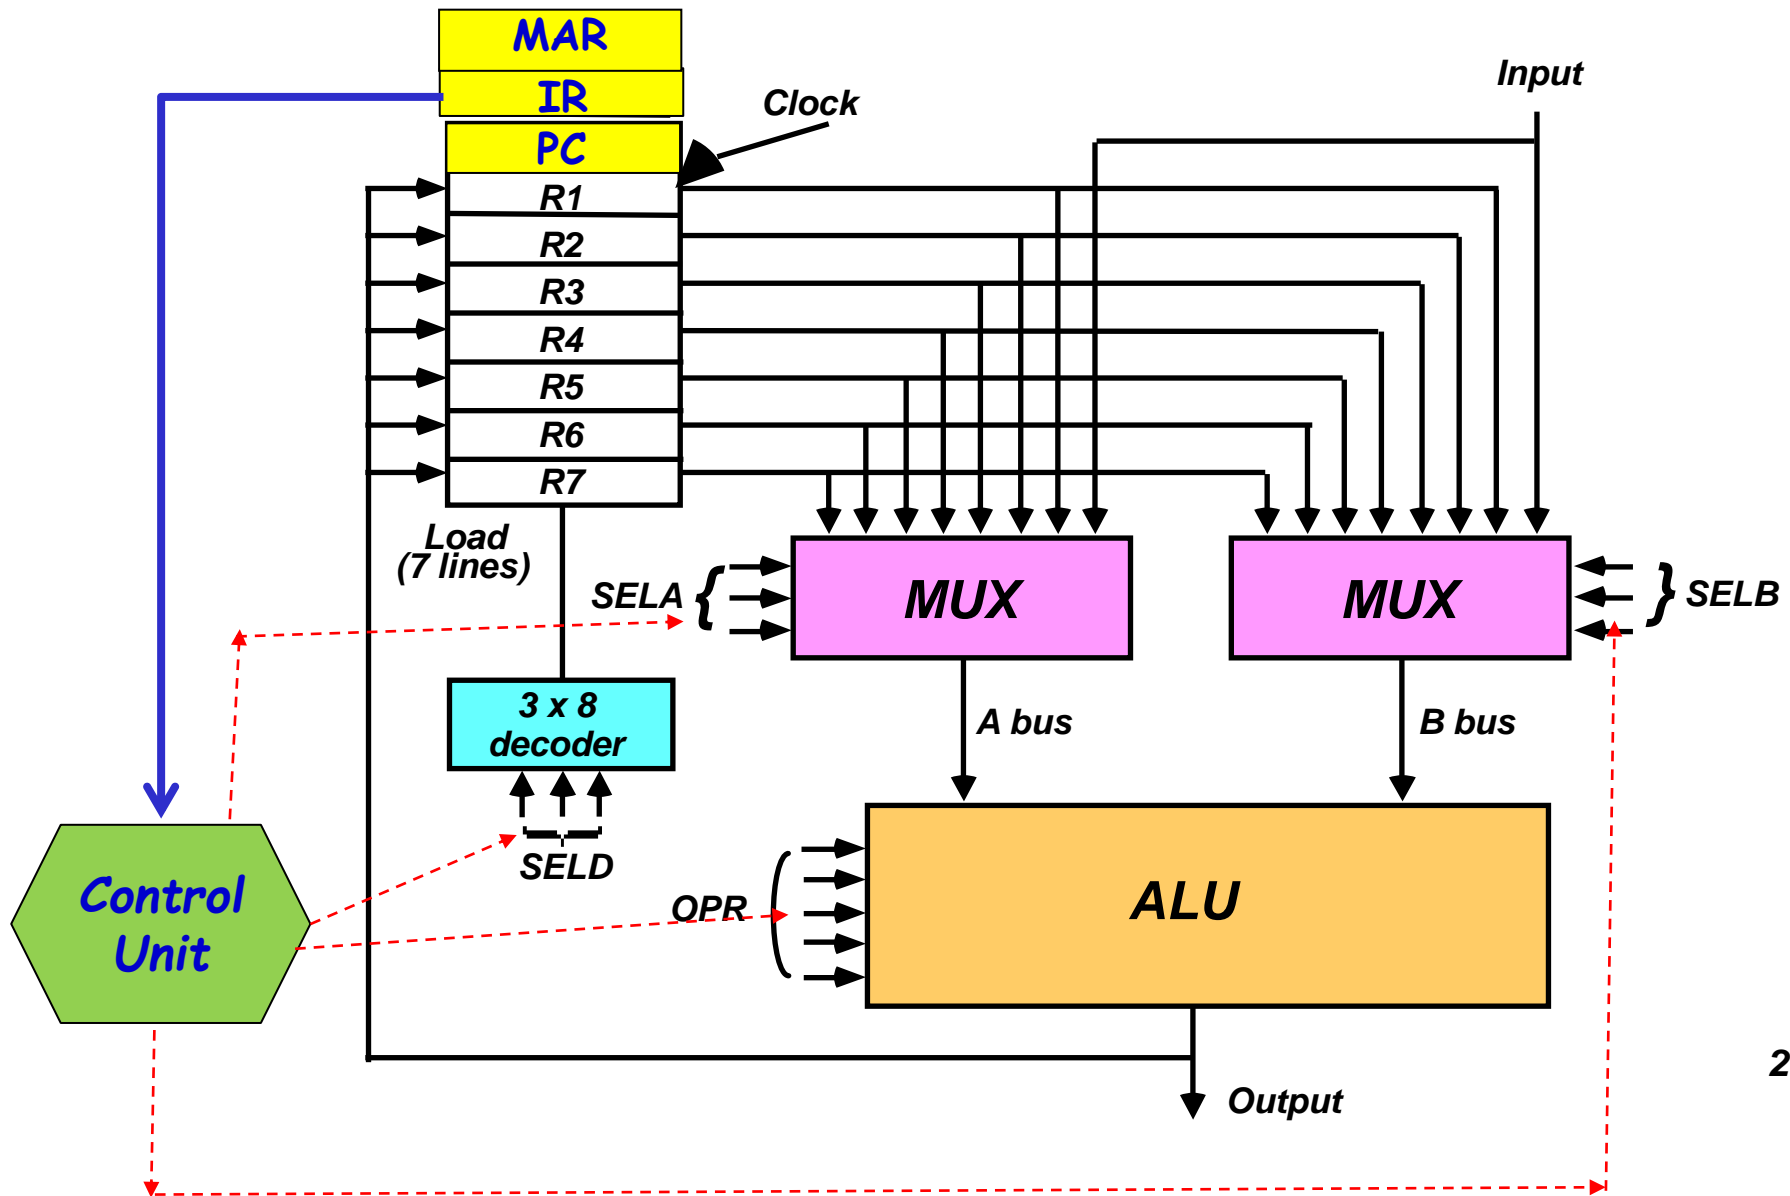 MAR
IR
PC
Clock
Input
R1
R2
R3
R4
R5
R6
R7
Load
(7 lines)
SELA {
MUX
MUX
} SELB
3 x 8
decoder
A bus
B bus
SELD
OPR
ALU
Control
Unit
Output
2